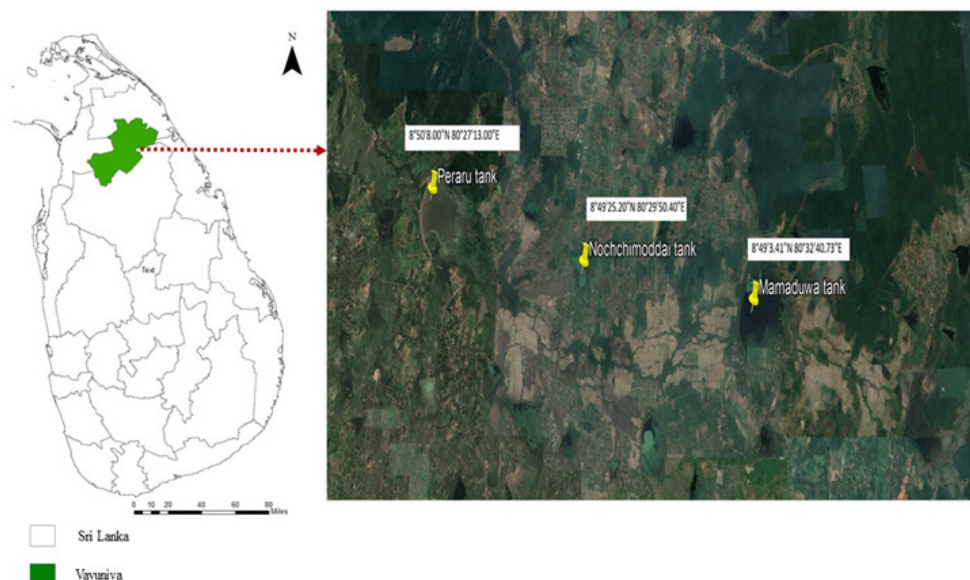 N
Text
0 10 20 40 60 80
Miles
Sri Lanka
Vavuniya
8°50'8.00"N 80°27'13.00"E
Peraru tank
8°49'25.20"N 80°29'50.40"E
Nochchimoddai tank
8°49'3.41"N 80°32'40.73"E
Mamaduwa tank